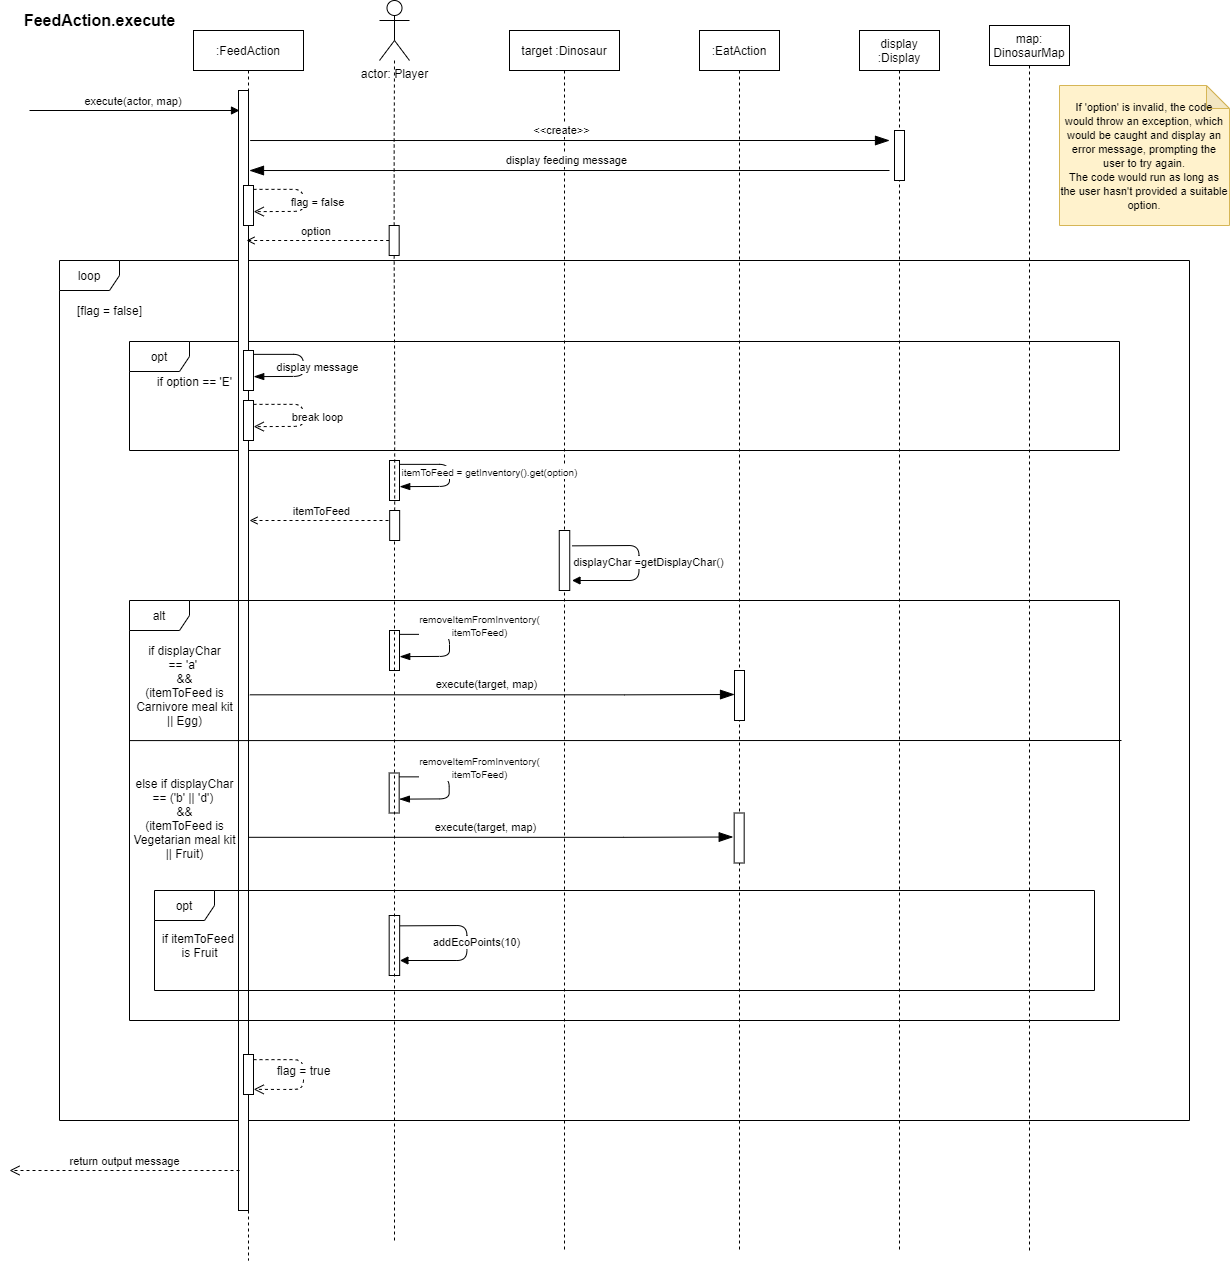 FeedAction.execute
:FeedAction
actor: Player
target :Dinosaur
:EatAction
display
:Display
map:
DinosaurMap
If 'option' is invalid, the code
would throw an exception, which
would be caught and display an
error message, prompting the
user to try again.
The code would run as long as
the user hasn't provided a suitable
option.
execute(actor, map)
<<create>>
display feeding message
flag = false
option
loop
[flag = false]
opt
if option == 'E'
display message
break loop
itemToFeed = getInventory().get(option)
itemToFeed
displayChar =getDisplayChar()
alt
if displayChar
== 'a'
&&
(itemToFeed is
Carnivore meal kit
|| Egg)
removeItemFromInventory(
itemToFeed)
execute(target, map)
else if displayChar
== ('b' || 'd')
&&
(itemToFeed is
Vegetarian meal kit
|| Fruit)
removeItemFromInventory(
itemToFeed)
execute(target, map)
opt
if itemToFeed
is Fruit
addEcoPoints(10)
flag = true
return output message